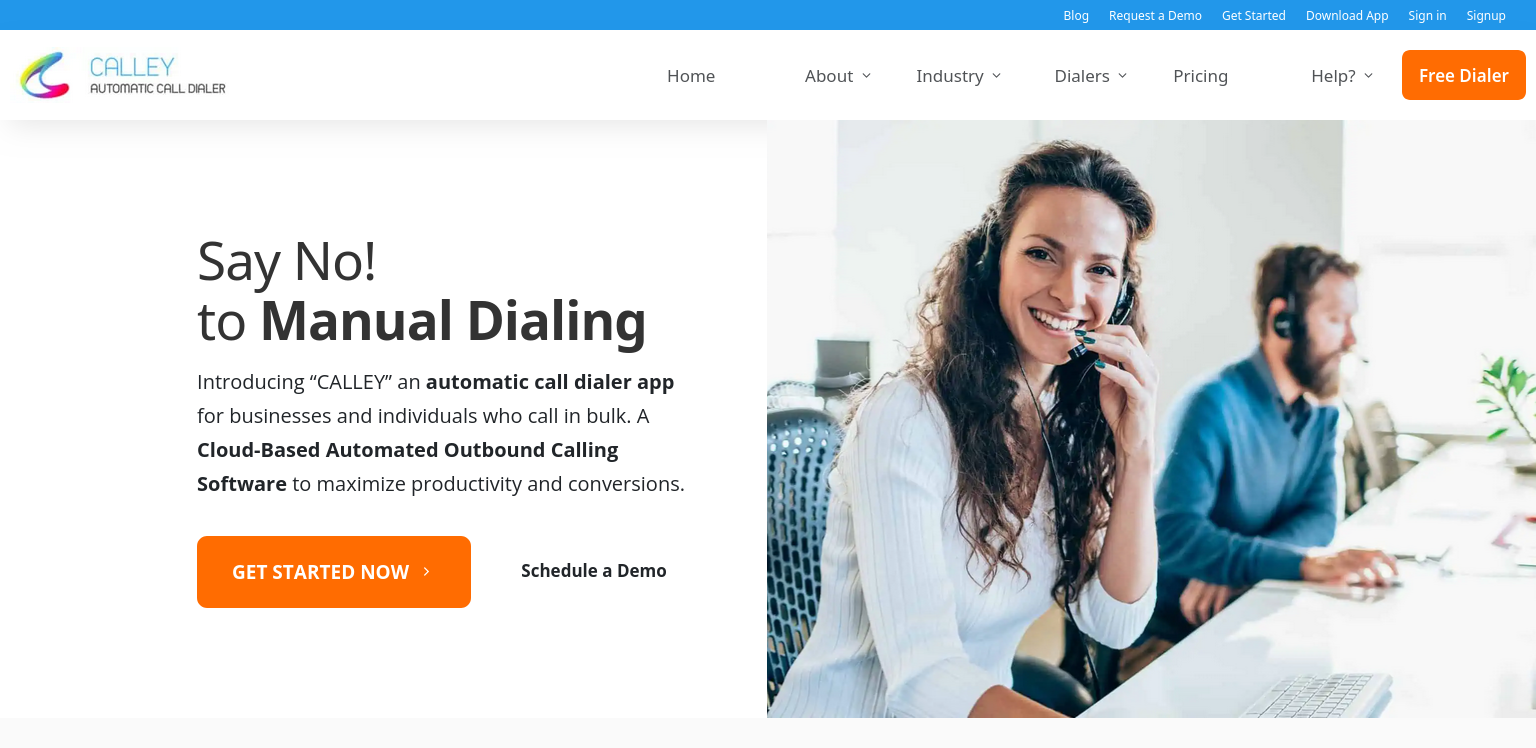 Blog Request a Demo Get Started Download App Sign in Signup
CALLEY
AUTOMATIC CALL DIALER
Home About Industry Dialers Pricing Help? Free Dialer
Say No!
to Manual Dialing
Introducing “CALLEY” an automatic call dialer app
for businesses and individuals who call in bulk. A
Cloud-Based Automated Outbound Calling
Software to maximize productivity and conversions.
GET STARTED NOW
Schedule a Demo